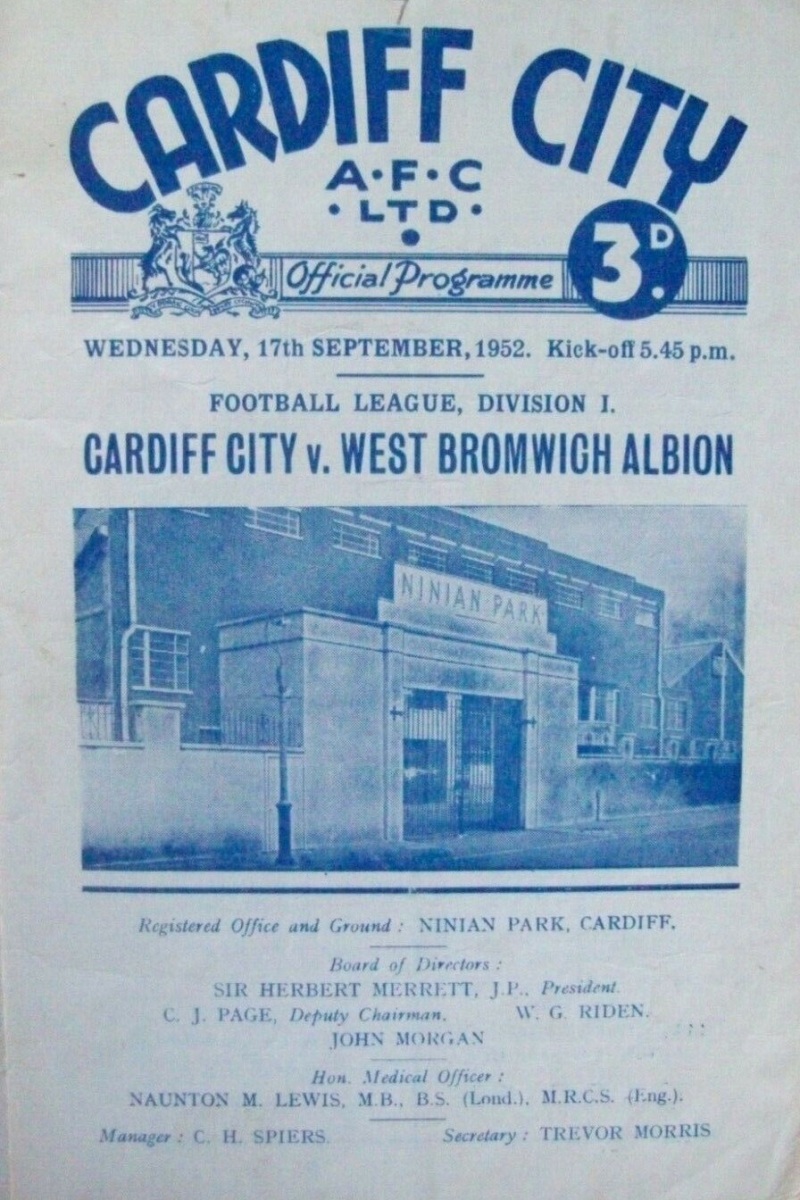 CARDIFF CITY
A·F·C
·LTD·
Official Programme
3D.
WEDNESDAY, 17th SEPTEMBER, 1952. Kick-off 5.45 p.m.
FOOTBALL LEAGUE, DIVISION I.
CARDIFF CITY v. WEST BROMWICH ALBION
NINIAN PARK
Registered Office and Ground : NINIAN PARK, CARDIFF.
Board of Directors :
SIR HERBERT MERRETT, J.P., President.
C. J. PAGE, Deputy Chairman. W. G. RIDEN.
JOHN MORGAN
Hon. Medical Officer :
NAUNTON M. LEWIS, M.B., B.S. (Lond.), M.R.C.S. (Eng.).
Manager : C. H. SPIERS. Secretary : TREVOR MORRIS